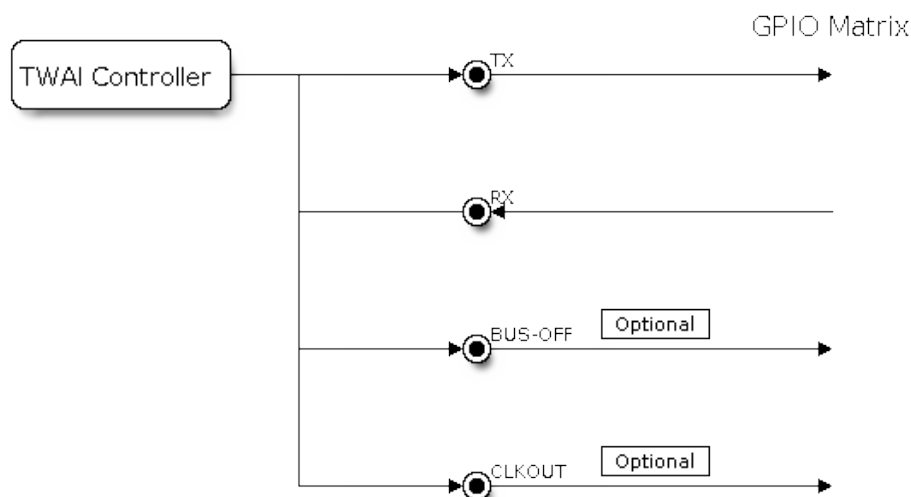 GPIO Matrix
TWAI Controller
TX
RX
BUS-OFF
Optional
CLKOUT
Optional